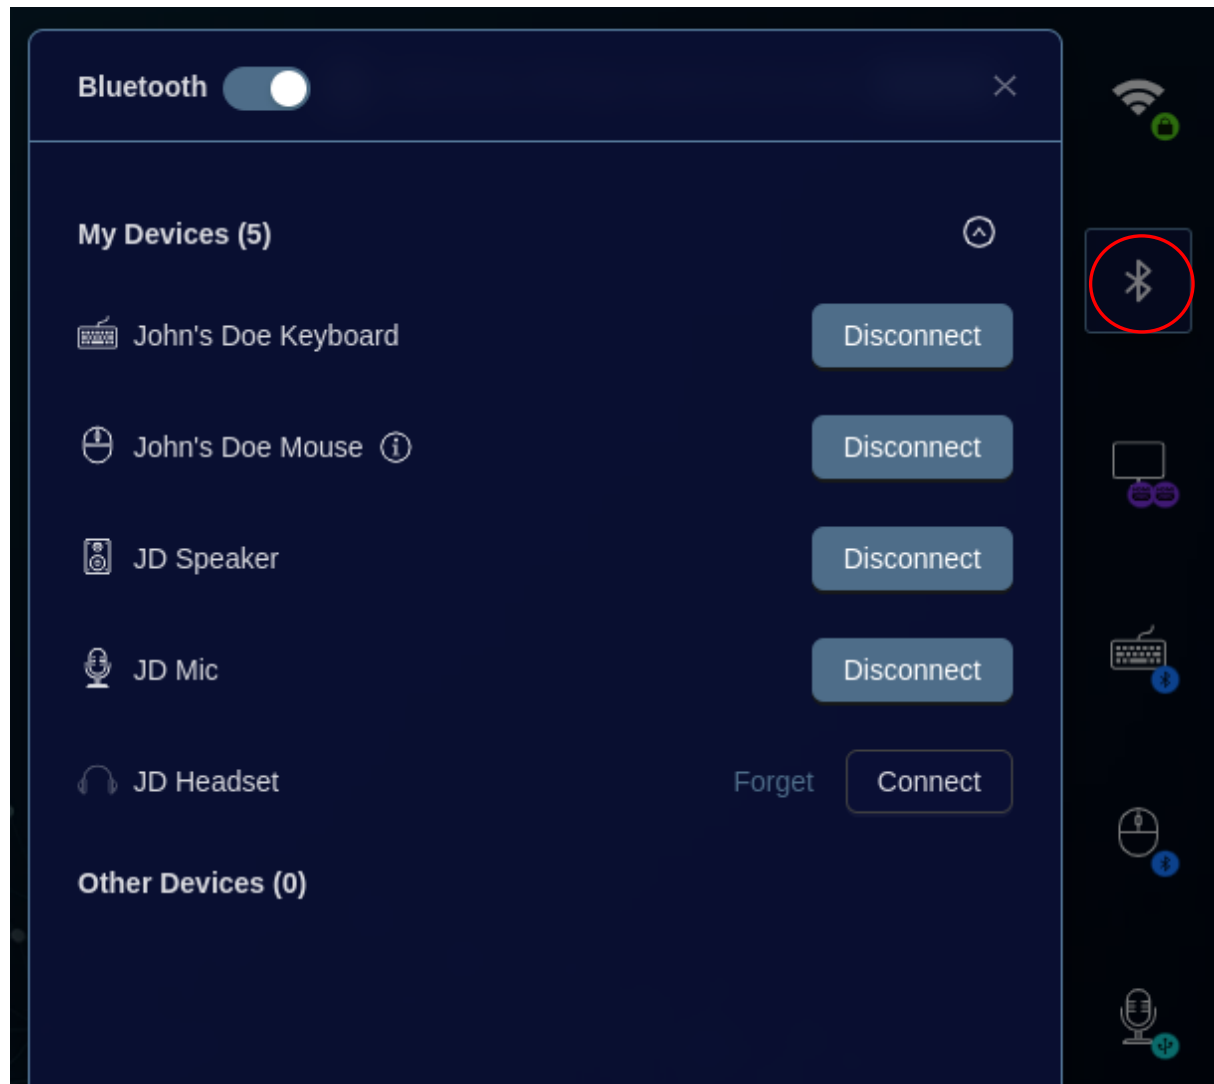 Bluetooth
My Devices (5)
John's Doe Keyboard Disconnect
John's Doe Mouse Disconnect
JD Speaker Disconnect
JD Mic Disconnect
JD Headset Forget Connect
Other Devices (0)